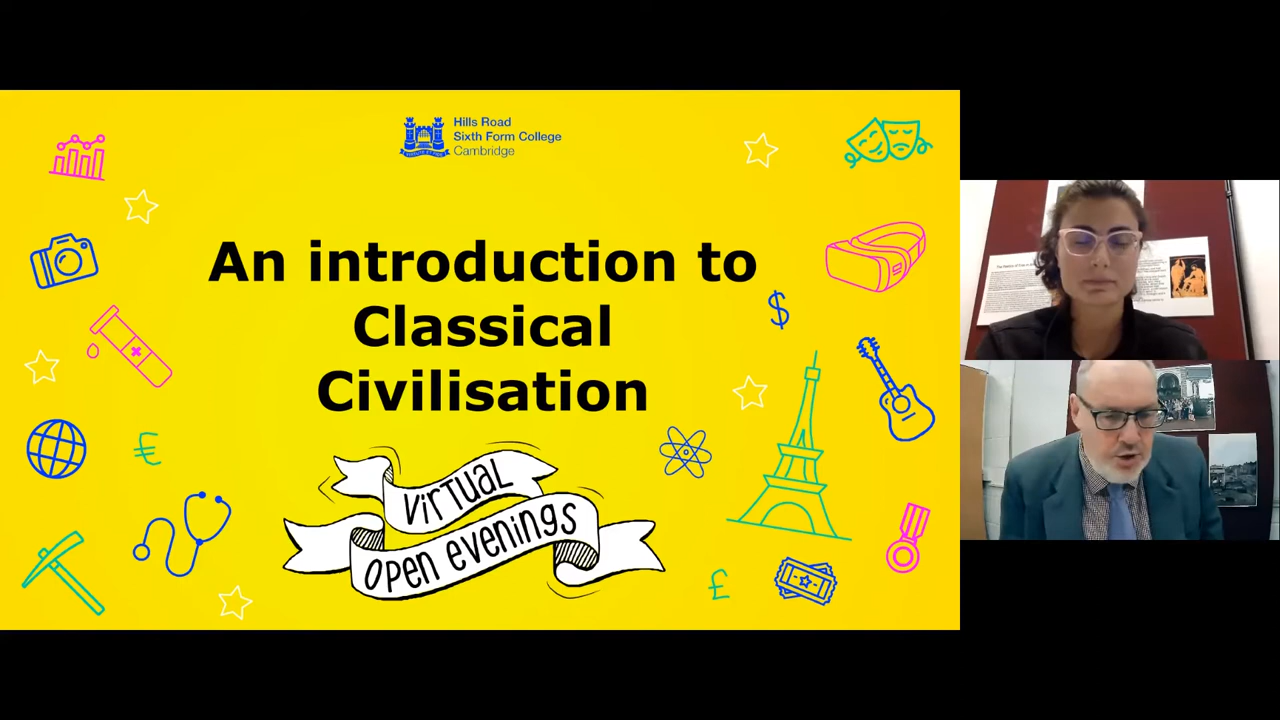 Hills Road
Sixth Form College
Cambridge
An introduction to
Classical
Civilisation
virtual
open evenings
$
€
£